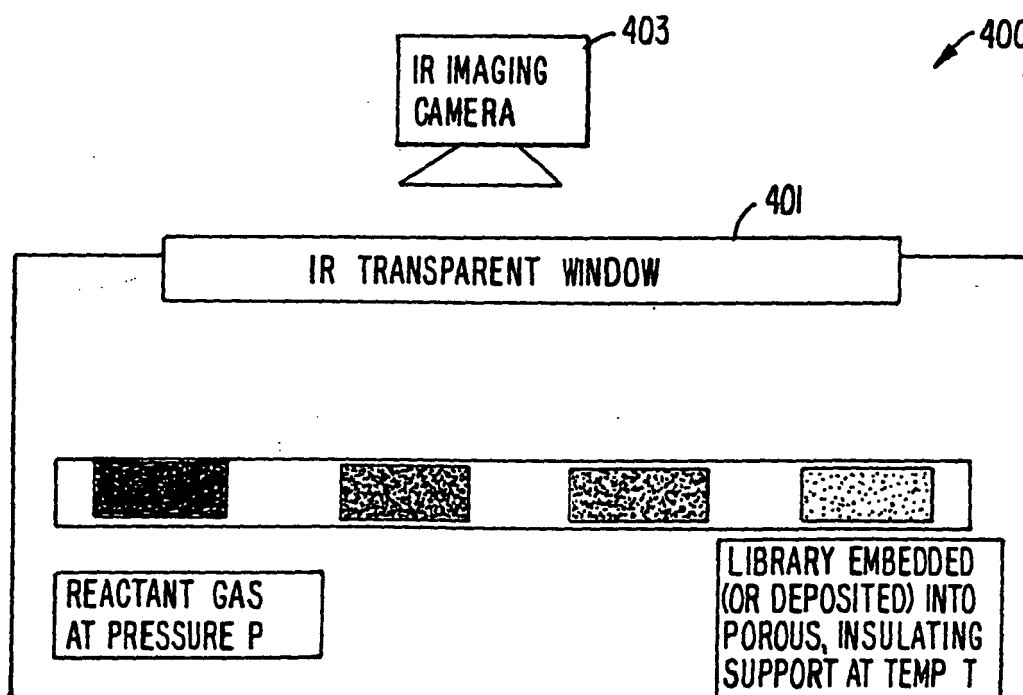 403
400
IR IMAGING
CAMERA
401
IR TRANSPARENT WINDOW
REACTANT GAS
AT PRESSURE P
LIBRARY EMBEDDED
(OR DEPOSITED) INTO
POROUS, INSULATING
SUPPORT AT TEMP T